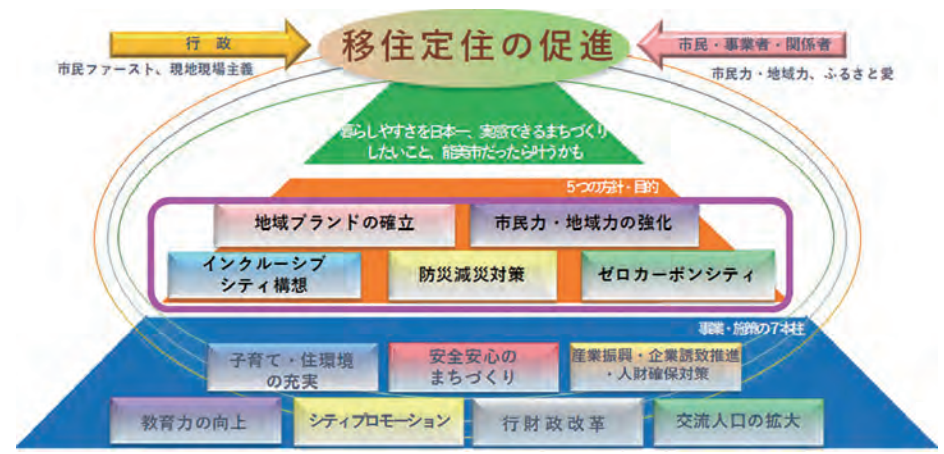 行 政
移住定住の促進
市民・事業者・関係者
市民ファースト、現地現場主義
市民力・地域力、ふるさと愛
暮らしやすさを日本一、実感できるまちづくり
したいこと、能美市だったら叶うかも
5つの方針・目的
地域ブランドの確立
市民力・地域力の強化
インクルーシブ
シティ構想
防災減災対策
ゼロカーボンシティ
事業・施策の7本柱
子育て・住環境
の充実
安全安心の
まちづくり
産業振興・企業誘致推進
・人財確保対策
教育力の向上
シティプロモーション
行財政改革
交流人口の拡大